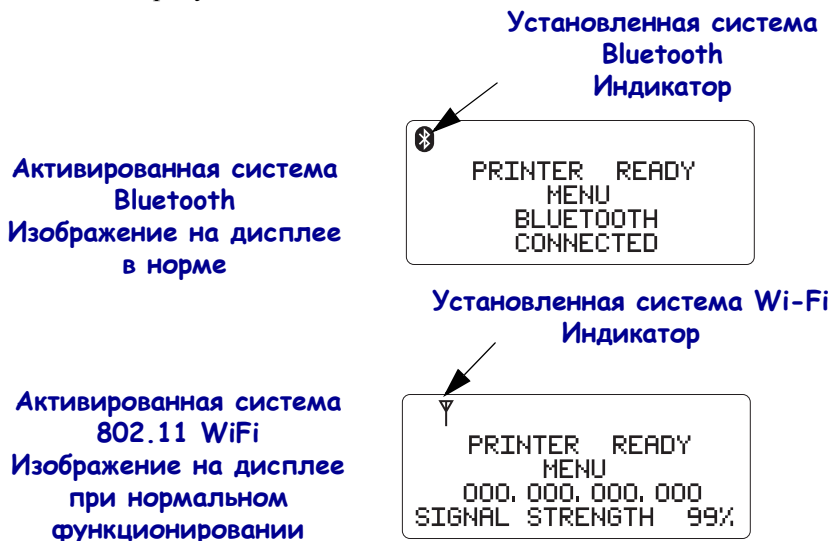 Установленная система
Bluetooth
Индикатор
Активированная система
Bluetooth
Изображение на дисплее
в норме
PRINTER READY
MENU
BLUETOOTH
CONNECTED
Установленная система Wi-Fi
Индикатор
Активированная система
802.11 WiFi
Изображение на дисплее
при нормальном
функционировании
PRINTER READY
MENU
000. 000. 000. 000
SIGNAL STRENGTH 99%